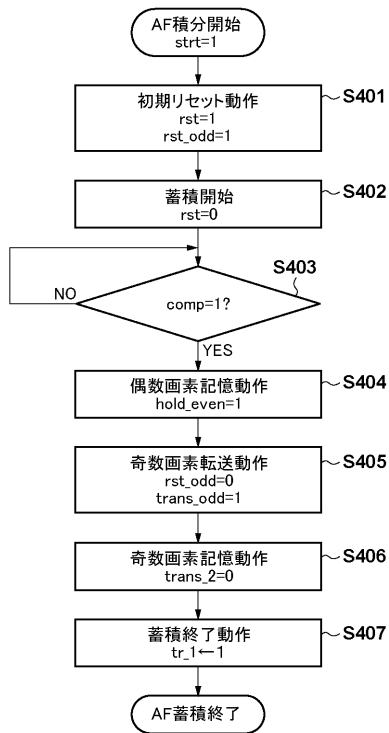 AF積分開始
strt=1
初期リセット動作
rst=1
rst_odd=1
S401
蓄積開始
rst=0
S402
S403
comp=1?
NO
YES
偶数画素記憶動作
hold_even=1
S404
奇数画素転送動作
rst_odd=0
trans_odd=1
S405
奇数画素記憶動作
trans_2=0
S406
蓄積終了動作
tr_1←1
S407
AF蓄積終了